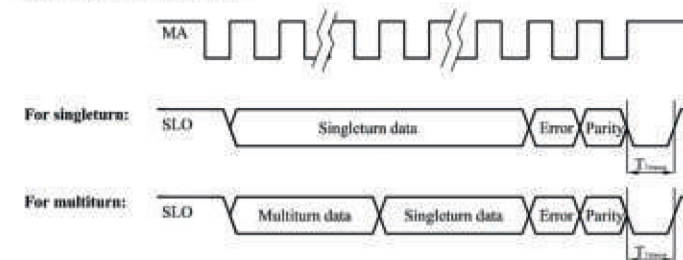 MA
For singleturn:
SLO
Singleturn data
Error
Parity
For multiturn:
SLO
Multiturn data
Singleturn data
Error
Parity